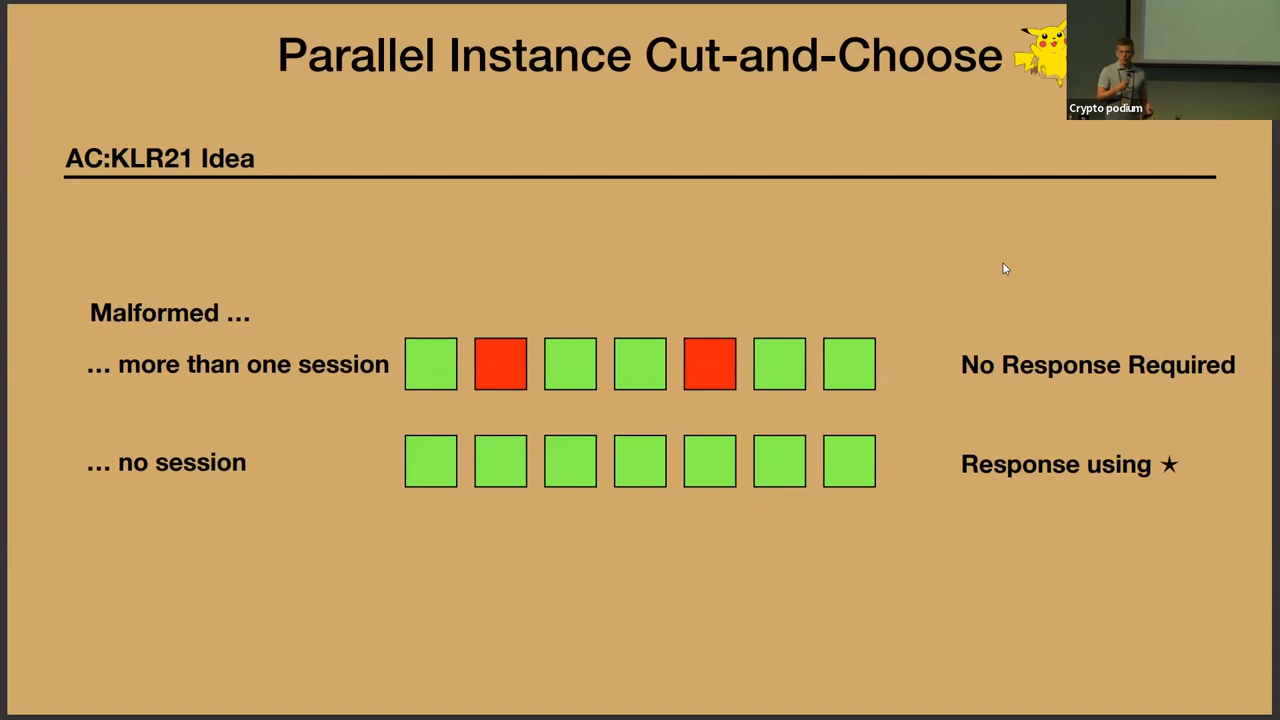 Parallel Instance Cut-and-Choose
Crypto podium
AC:KLR21 Idea
Malformed …
… more than one session
No Response Required
… no session
Response using ★